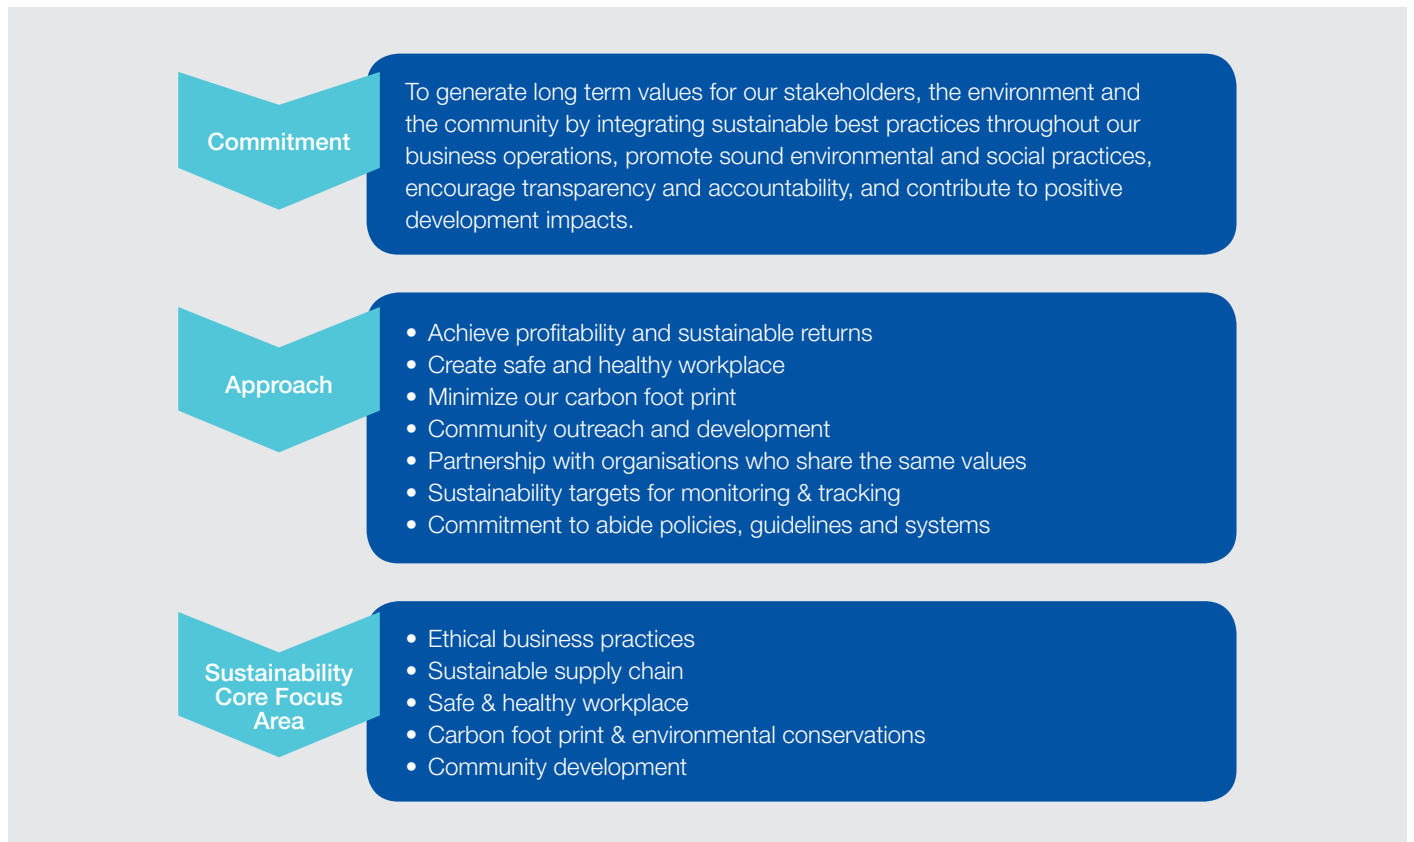 Commitment
To generate long term values for our stakeholders, the environment and
the community by integrating sustainable best practices throughout our
business operations, promote sound environmental and social practices,
encourage transparency and accountability, and contribute to positive
development impacts.
Approach
• Achieve profitability and sustainable returns
• Create safe and healthy workplace
• Minimize our carbon foot print
• Community outreach and development
• Partnership with organisations who share the same values
• Sustainability targets for monitoring & tracking
• Commitment to abide policies, guidelines and systems
Sustainability
Core Focus
Area
• Ethical business practices
• Sustainable supply chain
• Safe & healthy workplace
• Carbon foot print & environmental conservations
• Community development